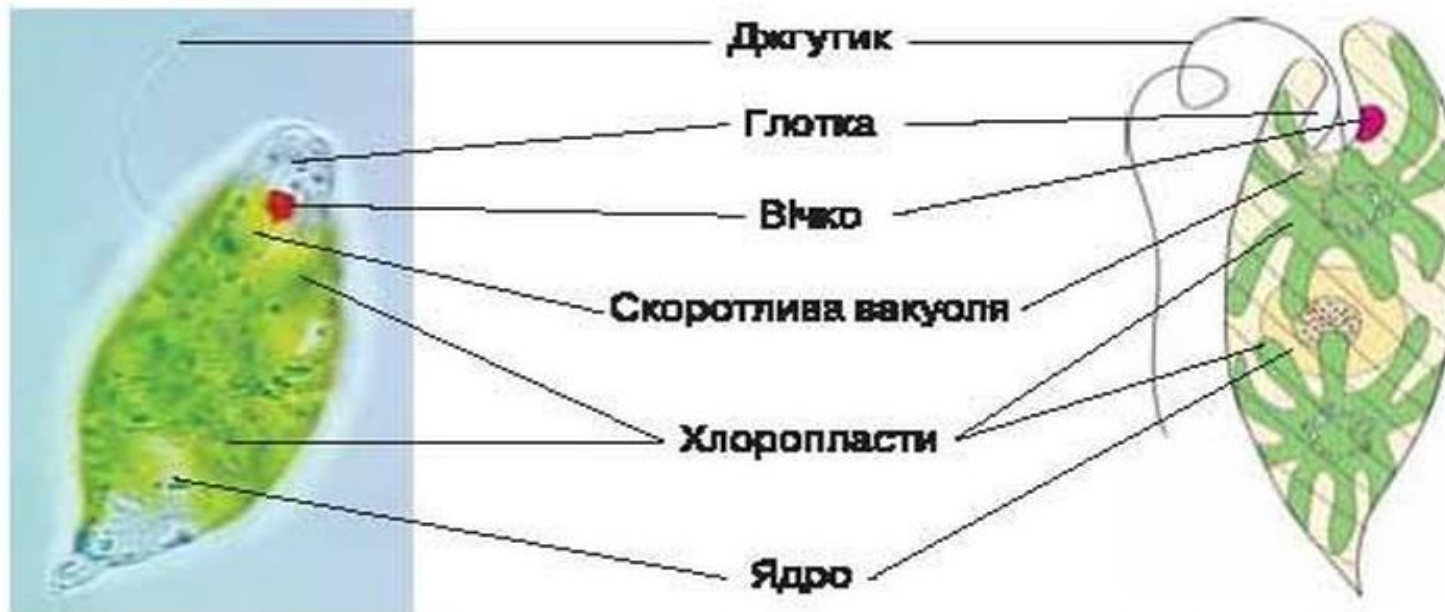 Джгутик
Глотка
Вічко
Скоротлива вакуоля
Хлоропласти
Ядро